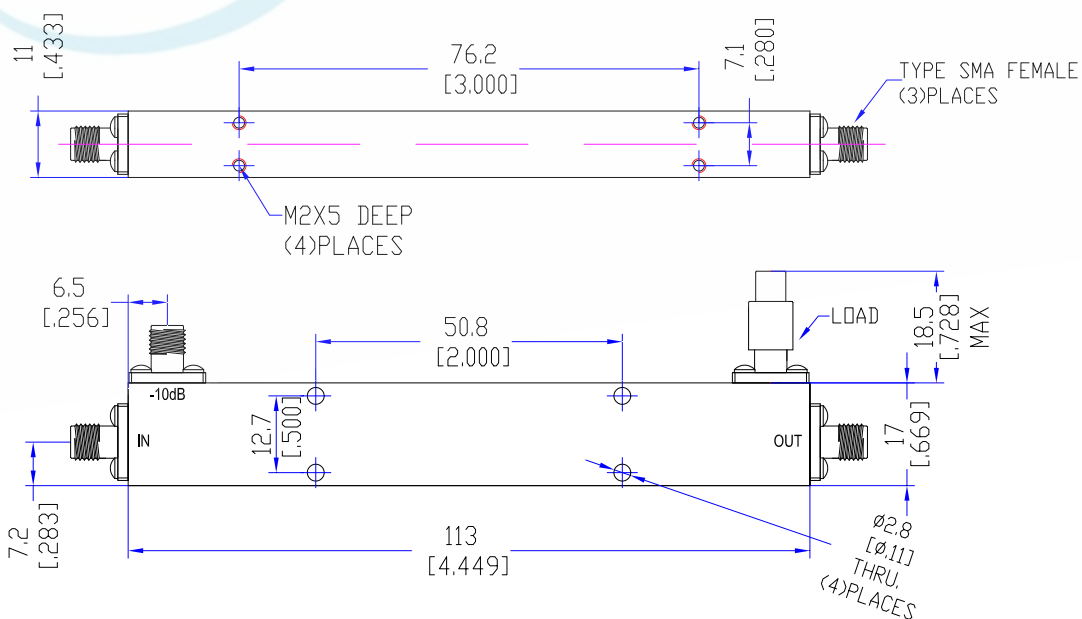 11
[.433]
76.2
[3.000]
7.1
[.280]
TYPE SMA FEMALE
(3)PLACES
M2X5 DEEP
(4)PLACES
6.5
[.256]
50.8
[2.000]
LOAD
18.5
[.728]
MAX
-10dB
12.7
[.500]
IN
OUT
17
[.669]
7.2
[.283]
113
[4.449]
Ø2.8
[Ø.11]
THRU.
(4)PLACES